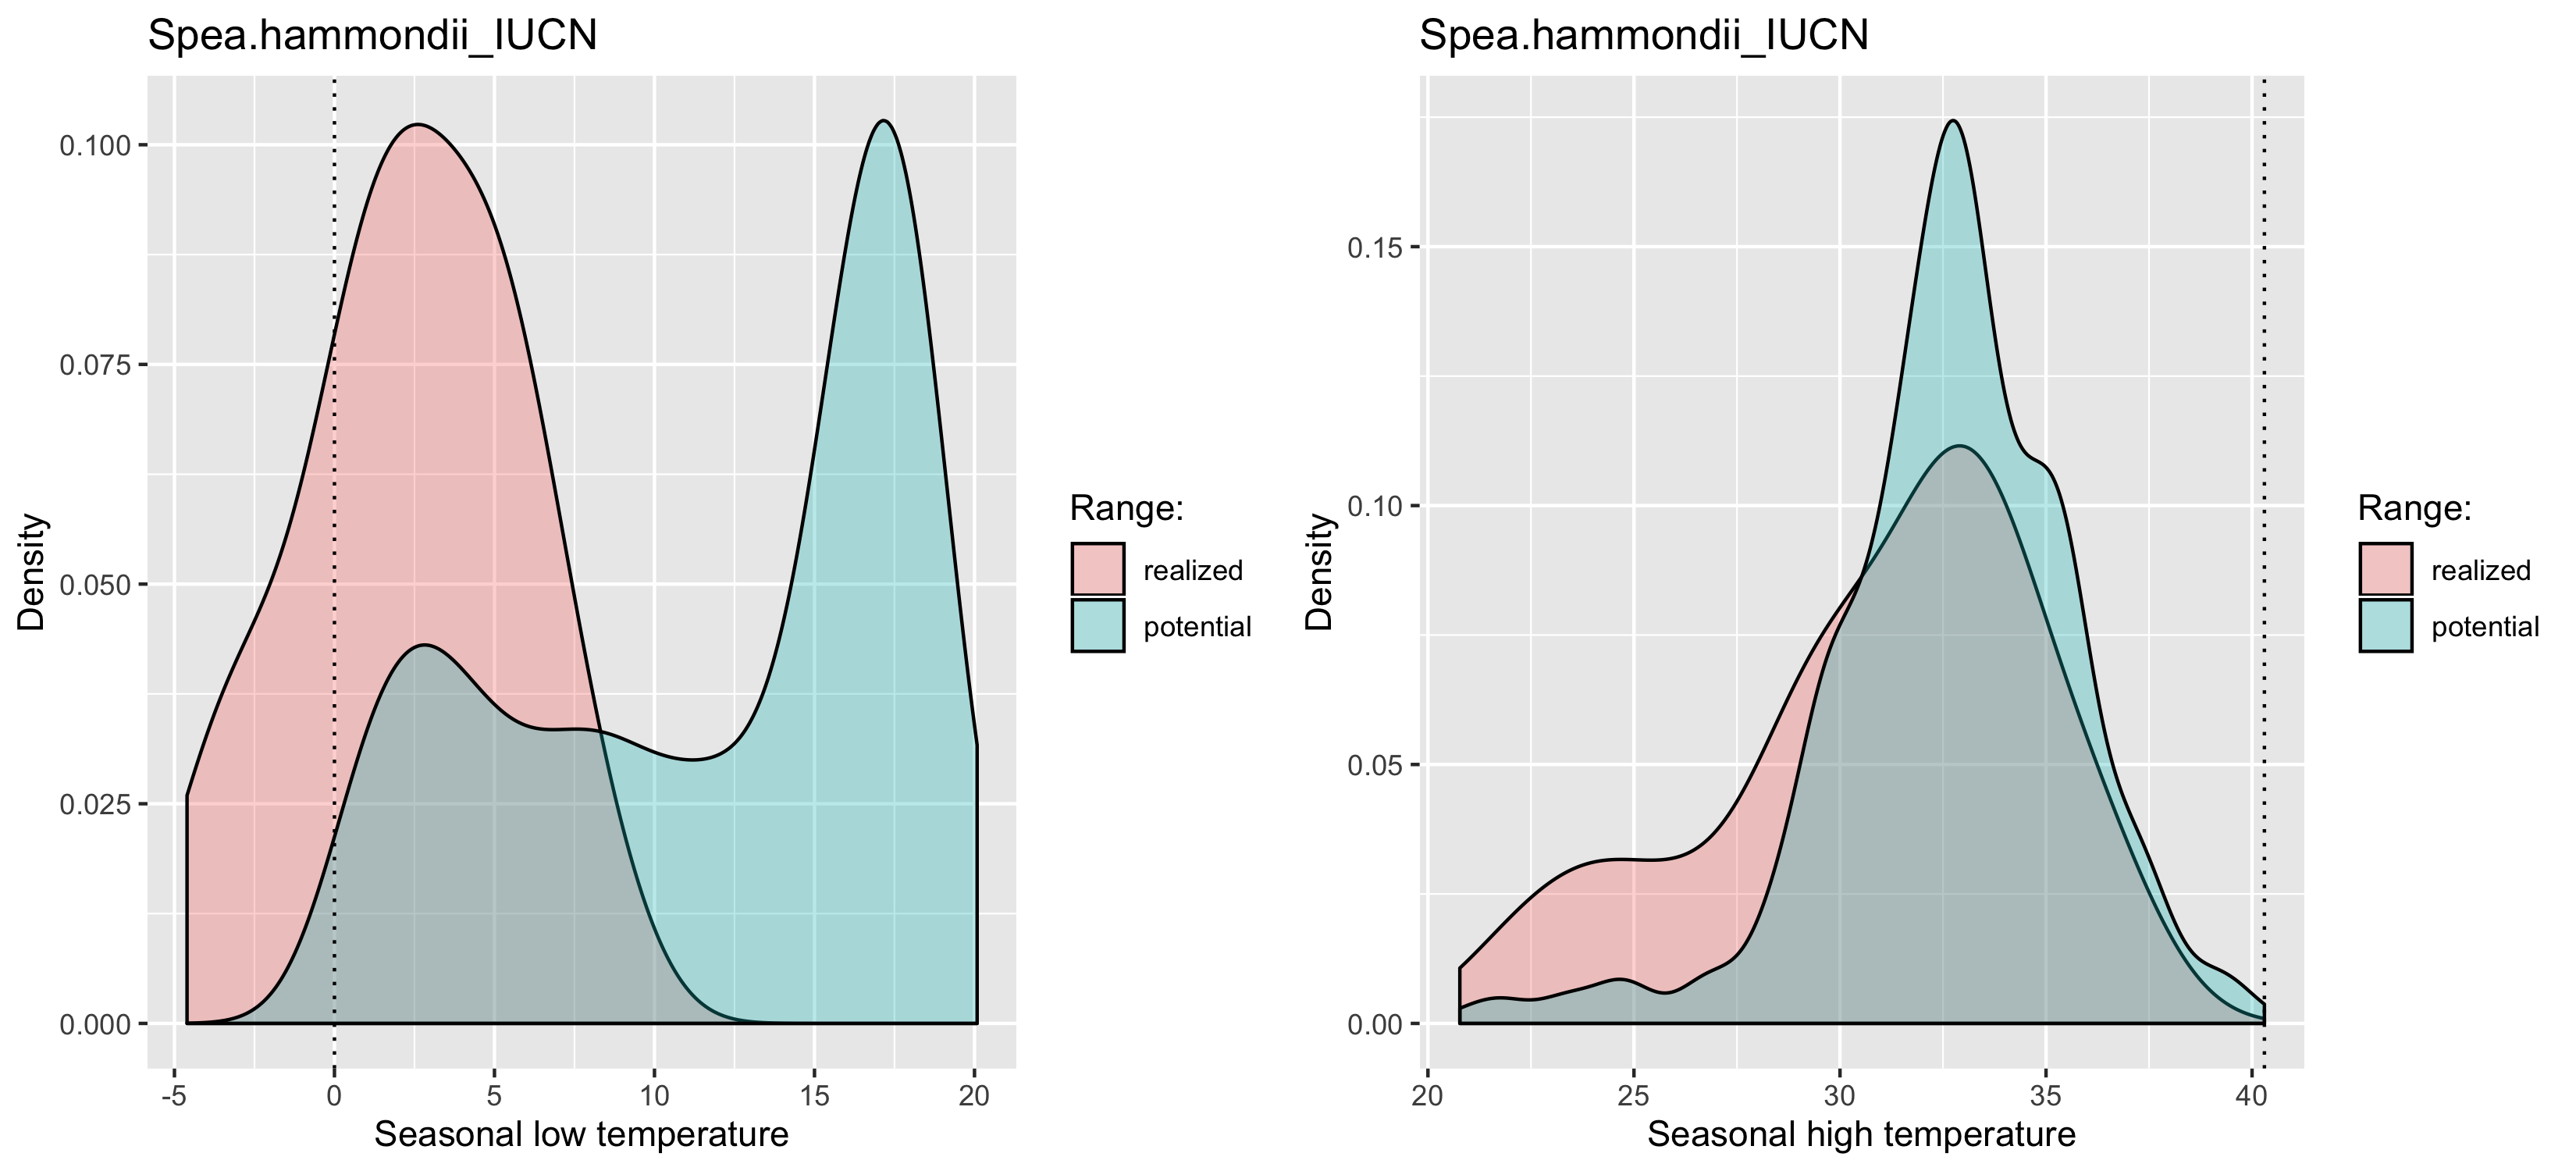 Spea.hammondii_IUCN
Density
0.100
0.075
0.050
0.025
0.000
-5 0 5 10 15 20
Seasonal low temperature
Range:
realized
potential
Spea.hammondii_IUCN
Density
0.15
0.10
0.05
0.00
20 25 30 35 40
Seasonal high temperature
Range:
realized
potential